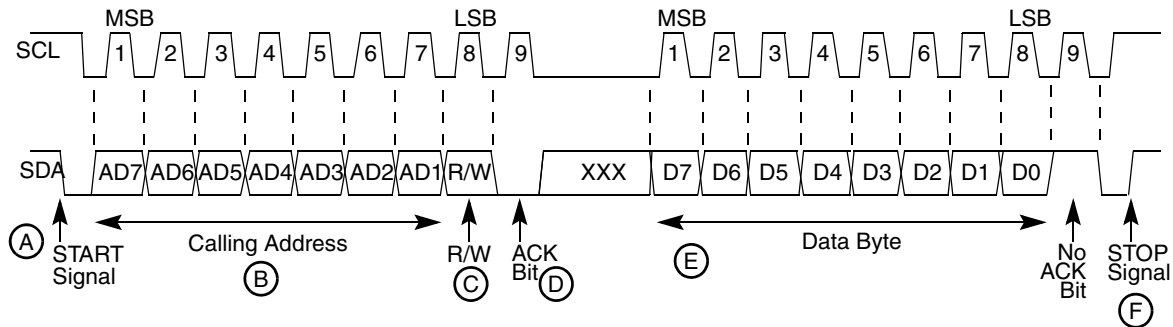 MSB LSB MSB LSB
SCL 1 2 3 4 5 6 7 8 9 1 2 3 4 5 6 7 8 9
SDA AD7 AD6 AD5 AD4 AD3 AD2 AD1 R/W XXX D7 D6 D5 D4 D3 D2 D1 D0
A START Signal
Calling Address
B
R/W
C
ACK
Bit D
E
Data Byte
No
ACK
Bit
STOP
Signal
F